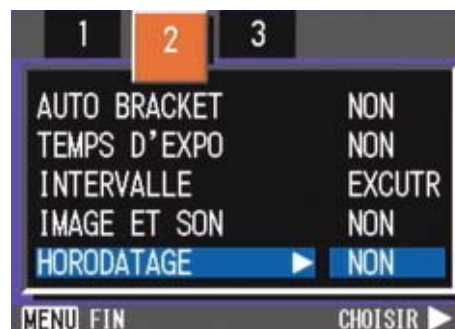 1 2 3
AUTO BRACKET NON
TEMPS D'EXPO NON
INTERVALLE EXCUTR
IMAGE ET SON NON
HORODATAGE ▶ NON
MENU FIN CHOISIR ▶